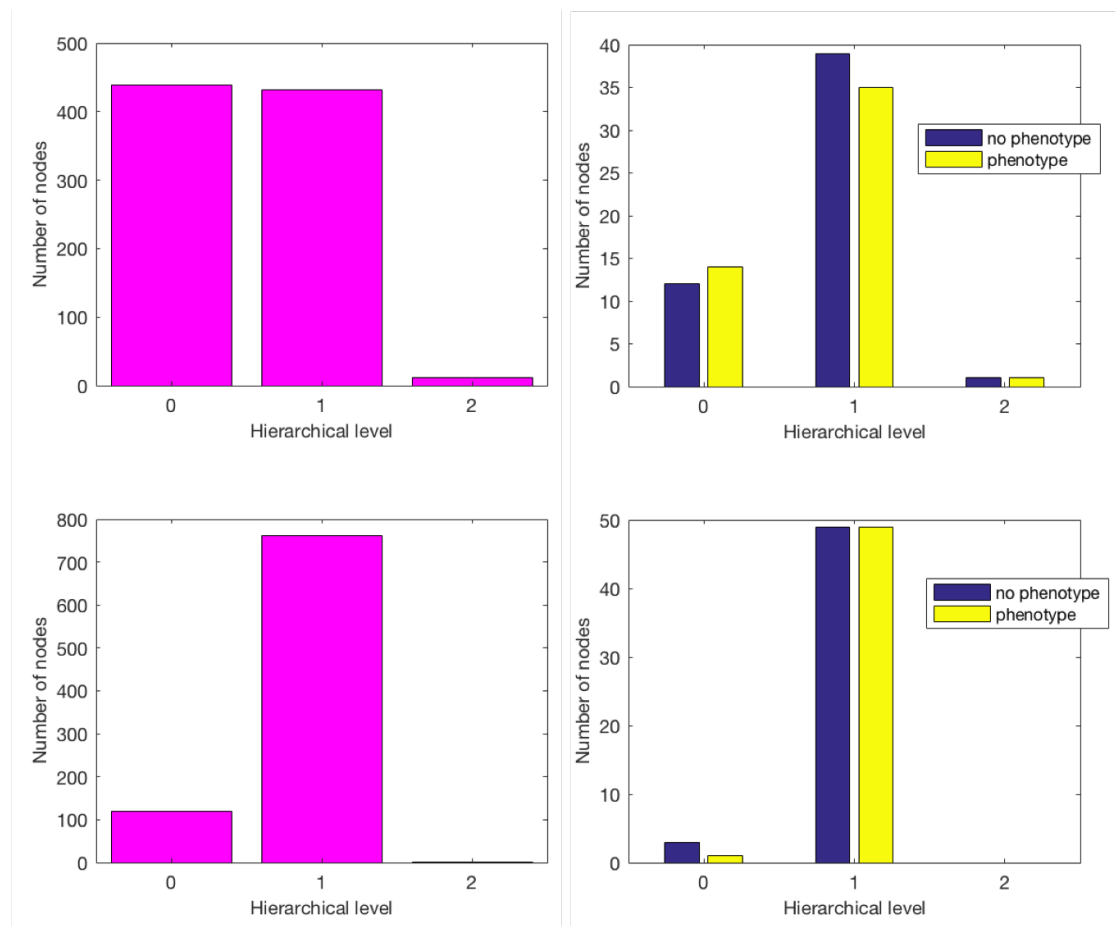 500
400
300
200
100
0
Number of nodes
0 1 2
Hierarchical level
40
35
30
25
20
15
10
5
0
Number of nodes
no phenotype
phenotype
0 1 2
Hierarchical level
800
700
600
500
400
300
200
100
0
Number of nodes
0 1 2
Hierarchical level
50
40
30
20
10
0
Number of nodes
no phenotype
phenotype
0 1 2
Hierarchical level